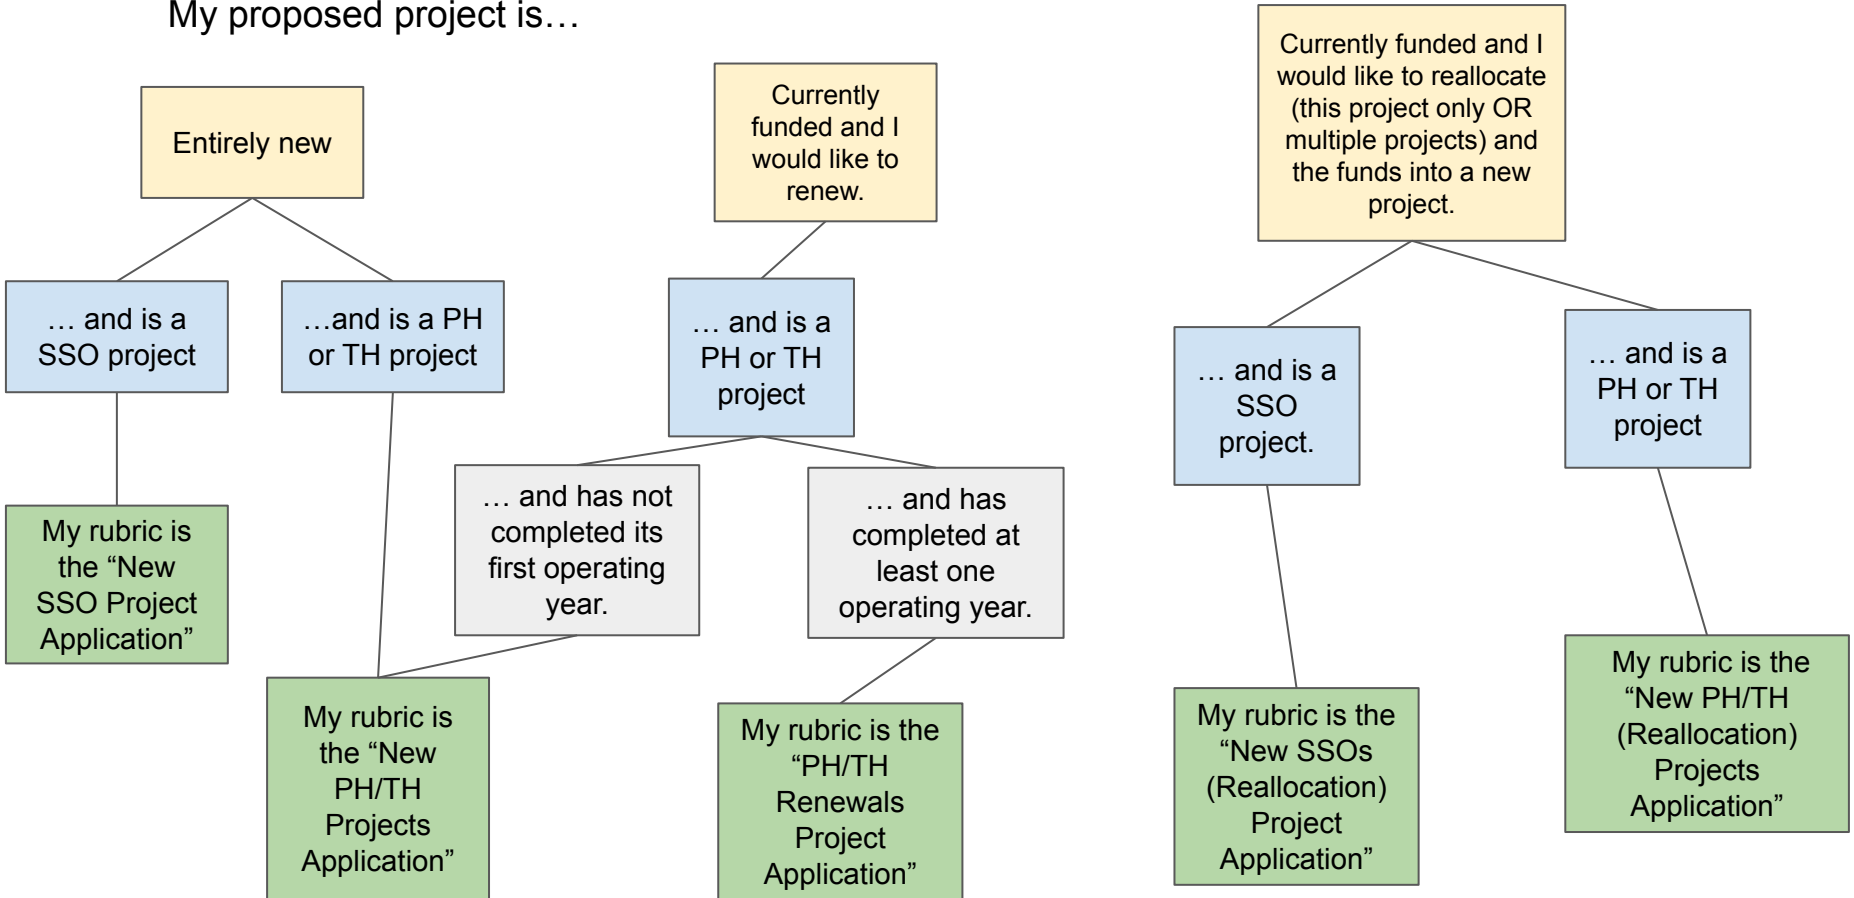 My proposed project is…
Entirely new
… and is a
SSO project
…and is a PH
or TH project
My rubric is
the “New
SSO Project
Application”
Currently
funded and I
would like to
renew.
… and is a
PH or TH
project
… and has not
completed its
first operating
year.
… and has
completed at
least one
operating year.
My rubric is
the “New
PH/TH
Projects
Application”
My rubric is the
“PH/TH
Renewals
Project
Application”
Currently funded and I
would like to reallocate
(this project only OR
multiple projects) and
the funds into a new
project.
… and is a
SSO
project.
… and is a
PH or TH
project
My rubric is the
“New SSOs
(Reallocation)
Project
Application”
My rubric is the
“New PH/TH
(Reallocation)
Projects
Application”